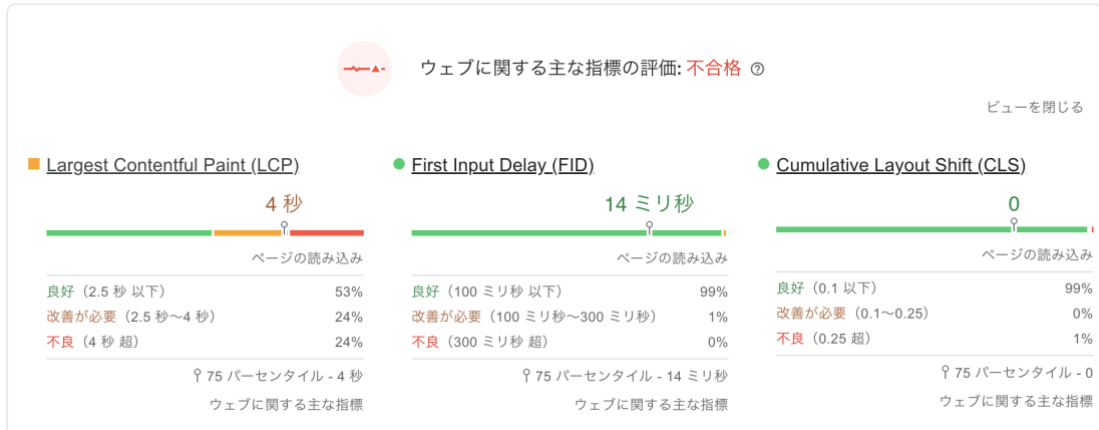 ウェブに関する主な指標の評価: 不合格
ビューを閉じる
Largest Contentful Paint (LCP)
4 秒
ページの読み込み
良好（2.5 秒 以下） 53%
改善が必要（2.5 秒～4 秒） 24%
不良（4 秒 超） 24%
75 パーセンタイル - 4 秒
ウェブに関する主な指標
First Input Delay (FID)
14 ミリ秒
ページの読み込み
良好（100 ミリ秒 以下） 99%
改善が必要（100 ミリ秒～300 ミリ秒） 1%
不良（300 ミリ秒 超） 0%
75 パーセンタイル - 14 ミリ秒
ウェブに関する主な指標
Cumulative Layout Shift (CLS)
0
ページの読み込み
良好（0.1 以下） 99%
改善が必要（0.1～0.25） 0%
不良（0.25 超） 1%
75 パーセンタイル - 0
ウェブに関する主な指標